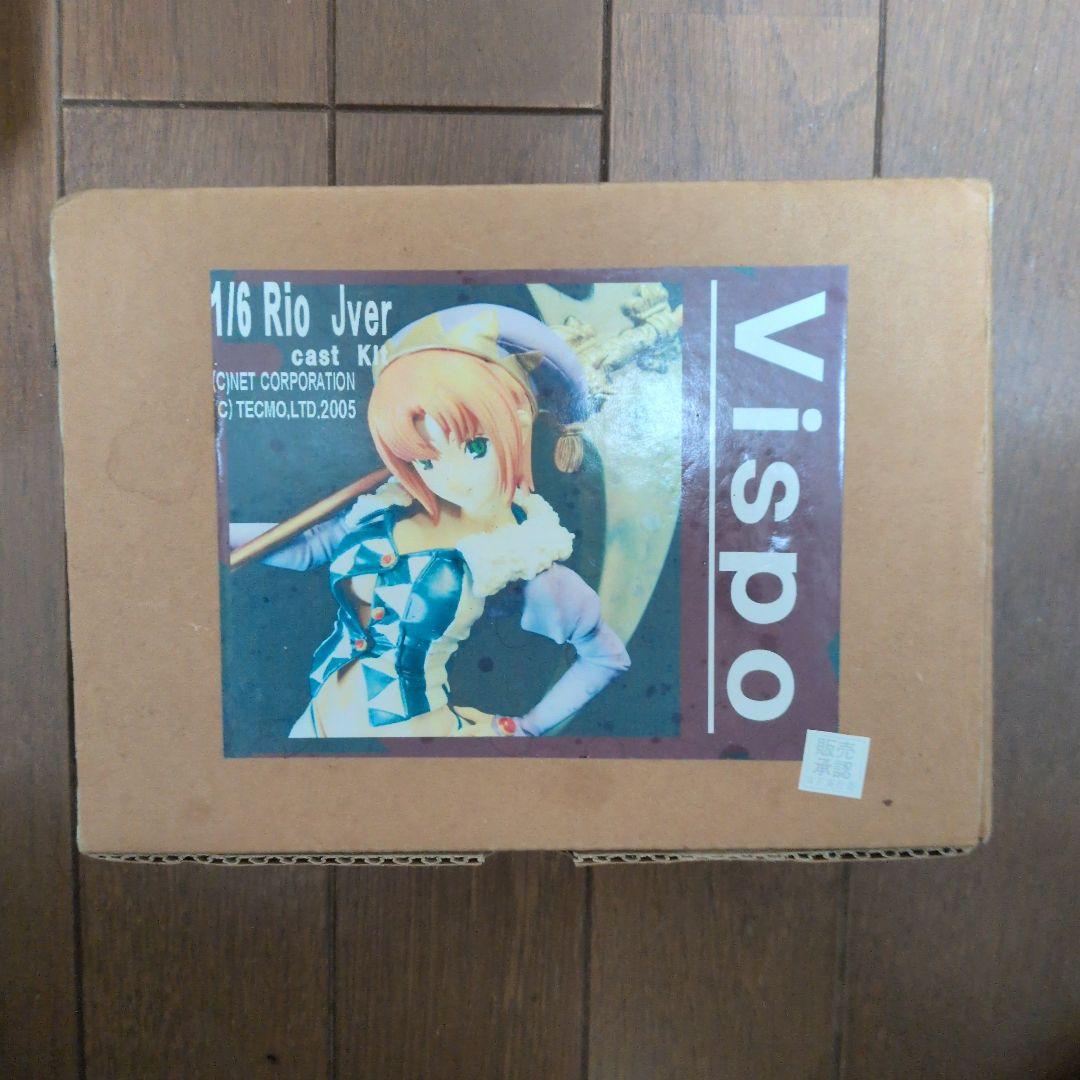 1/6 Rio Jver
cast Kit
(C)NET CORPORATION
(C) TECMO,LTD.2005
Vispo
販売
承認